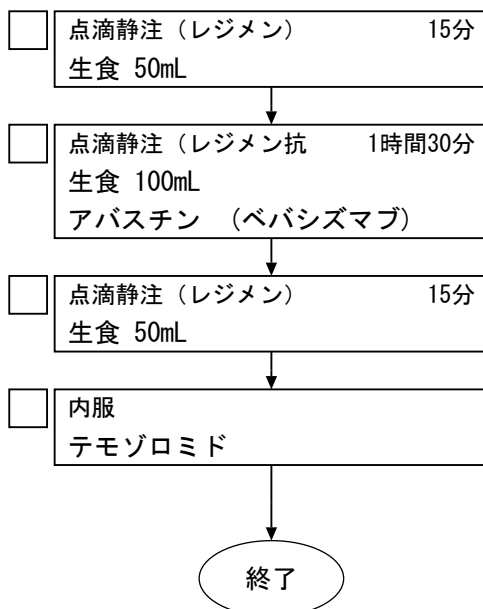 点滴静注（レジメン） 15分
生食 50mL
点滴静注（レジメン抗 1時間30分
生食 100mL
アバスチン （ベバシズマブ）
点滴静注（レジメン） 15分
生食 50mL
内服
テモゾロミド
終了